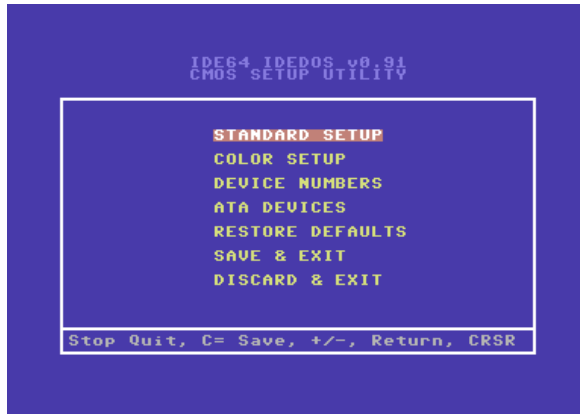 IDE64 IDEDOS v0.91
CMOS SETUP UTILITY
STANDARD SETUP
COLOR SETUP
DEVICE NUMBERS
ATA DEVICES
RESTORE DEFAULTS
SAVE & EXIT
DISCARD & EXIT
Stop Quit, C= Save, +/-, Return, CRSR